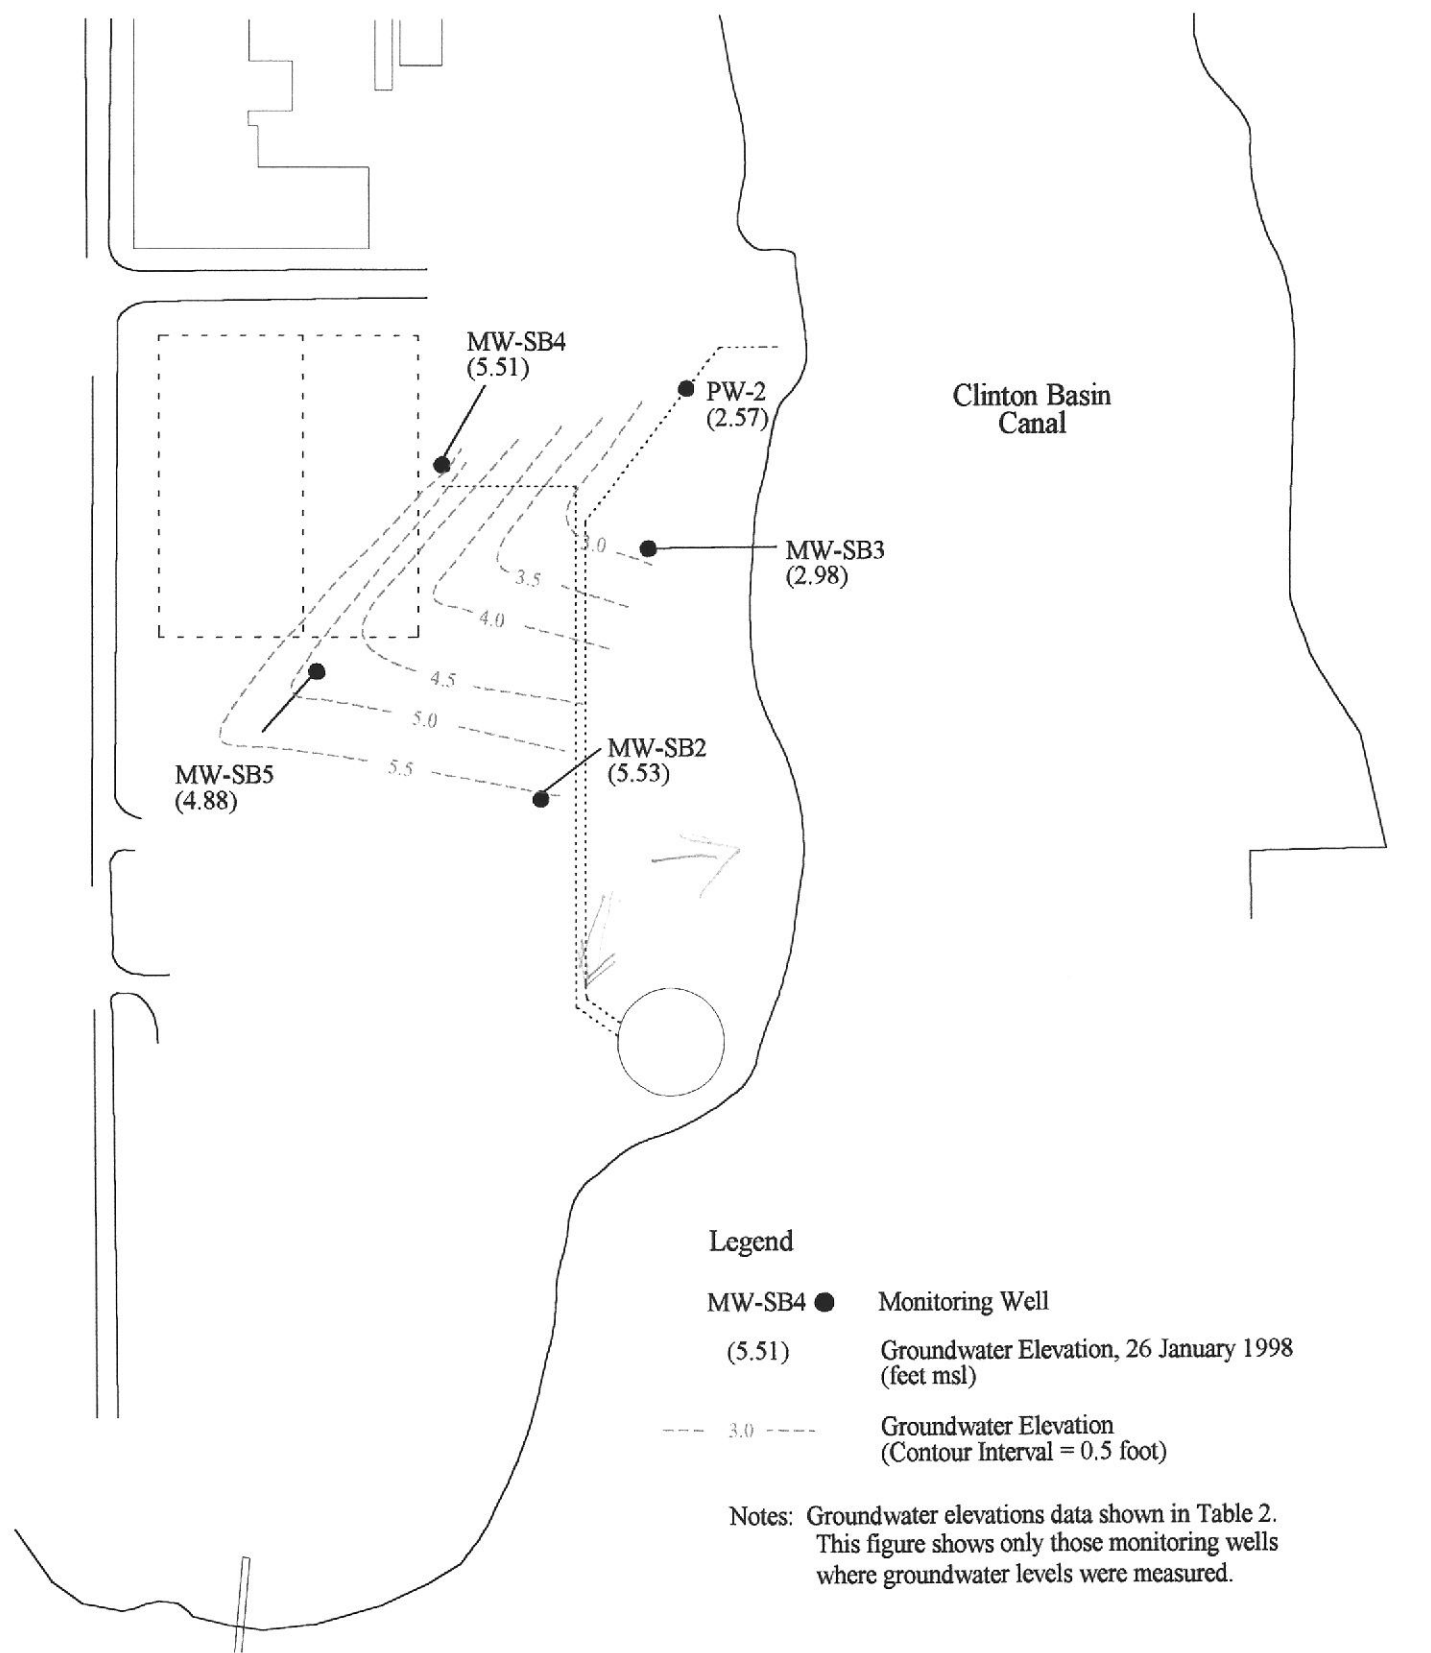 MW-SB4
(5.51)
PW-2
(2.57)
Clinton Basin
Canal
3.0
MW-SB3
(2.98)
3.5
4.0
4.5
5.0
MW-SB2
(5.53)
5.5
MW-SB5
(4.88)
Legend
MW-SB4 Monitoring Well
(5.51) Groundwater Elevation, 26 January 1998
(feet msl)
3.0 Groundwater Elevation
(Contour Interval = 0.5 foot)
Notes: Groundwater elevations data shown in Table 2.
This figure shows only those monitoring wells
where groundwater levels were measured.